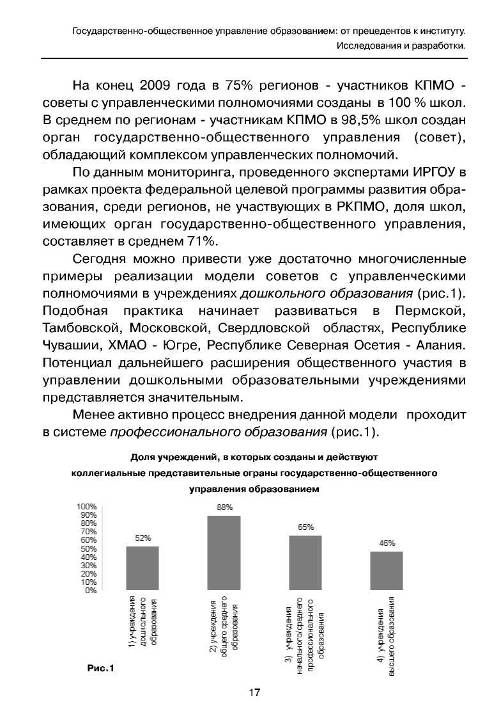 Государственно-общественное управление образованием: от прецедентов к институту.
Исследования и разработки.
На конец 2009 года в 75% регионов - участников КПМО -
советы с управленческими полномочиями созданы в 100 % школ.
В среднем по регионам - участникам КПМО в 98,5% школ создан
орган государственно-общественного управления (совет),
обладающий комплексом управленческих полномочий.
По данным мониторинга, проведенного экспертами ИРГОУ в
рамках проекта федеральной целевой программы развития обра-
зования, среди регионов, не участвующих в РКПМО, доля школ,
имеющих орган государственно-общественного управления,
составляет в среднем 71%.
Сегодня можно привести уже достаточно многочисленные
примеры реализации модели советов с управленческими
полномочиями в учреждениях дошкольного образования (рис.1).
Подобная практика начинает развиваться в Пермской,
Тамбовской, Московской, Свердловской областях, Республике
Чувашии, ХМАО - Югре, Республике Северная Осетия - Алания.
Потенциал дальнейшего расширения общественного участия в
управлении дошкольными образовательными учреждениями
представляется значительным.
Менее активно процесс внедрения данной модели проходит
в системе профессионального образования (рис.1).
Доля учреждений, в которых созданы и действуют
коллегиальные представительные ограны государственно-общественного
управления образованием
100%
90%
80%
70%
60%
50%
40%
30%
20%
10%
0%
52%
88%
65%
46%
1) учреждения
дошкольного
образования
2) учреждения
общего среднего
образования
3) учреждения
начального/среднего
профессионального
образования
4) учреждения
высшего образования
Рис.1
17